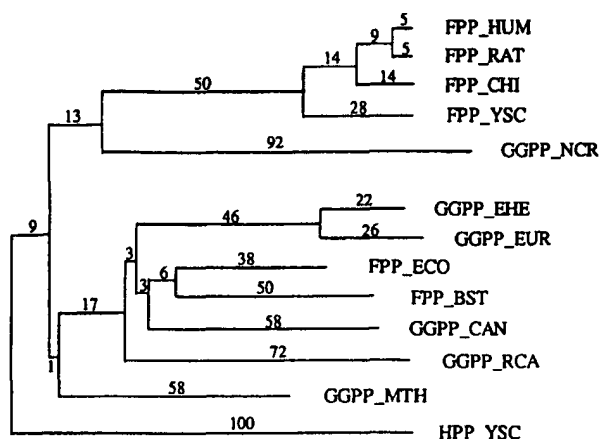 5 FPP_HUM
9
5 FPP_RAT
14
14 FPP_CHI
50
28 FPP_YSC
13
92 GGPP_NCR
22 GGPP_EHE
46
26 GGPP_EUR
9
3
38 FPP_ECO
6
3
50 FPP_BST
17
58 GGPP_CAN
72 GGPP_RCA
1
58 GGPP_MTH
100 HPP_YSC